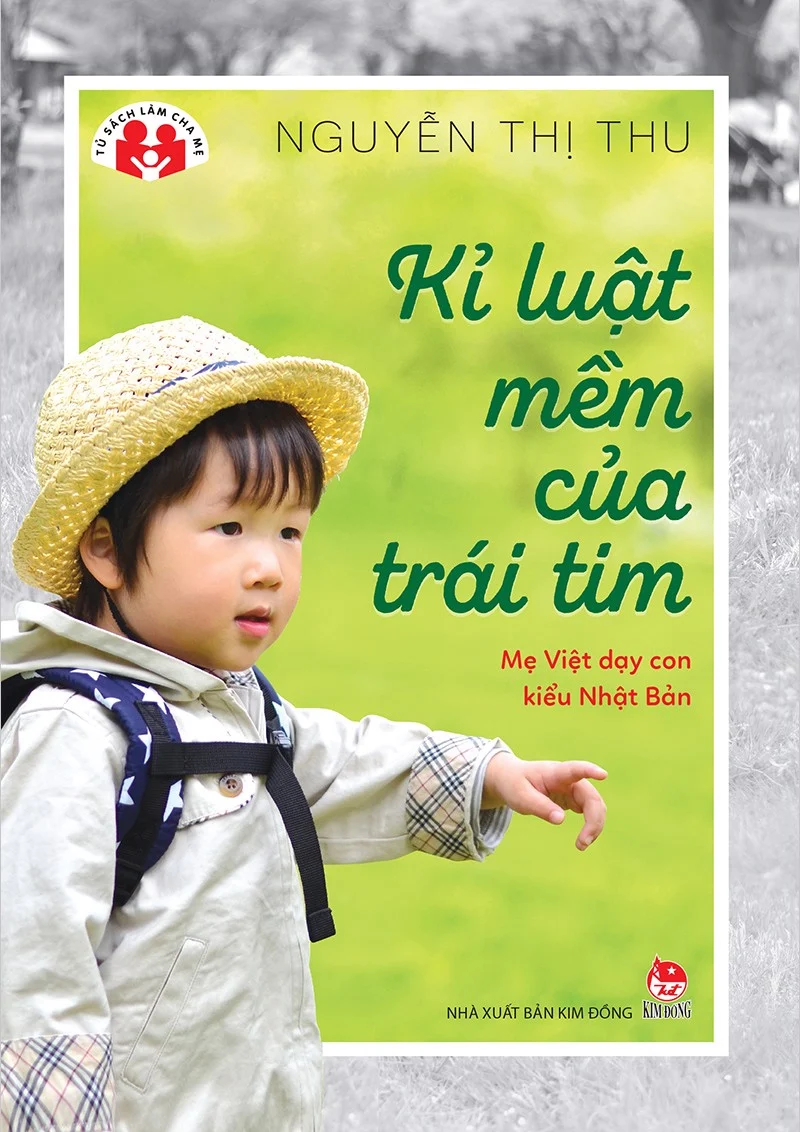 TỦ SÁCH LÀM CHA MẸ
NGUYỄN THỊ THU
Kỉ luật
mềm
của
trái tim
Mẹ Việt dạy con
kiểu Nhật Bản
NHÀ XUẤT BẢN KIM ĐỒNG
kđ
KIM ĐỒNG